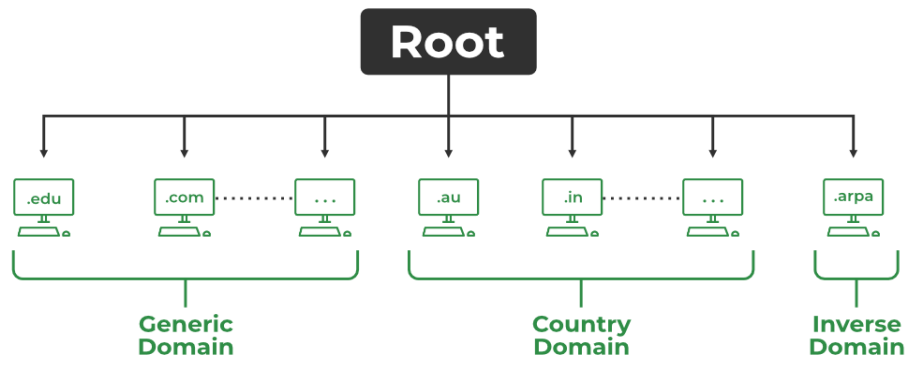 Root
.edu
.com
...
.au
.in
...
.arpa
Generic
Domain
Country
Domain
Inverse
Domain